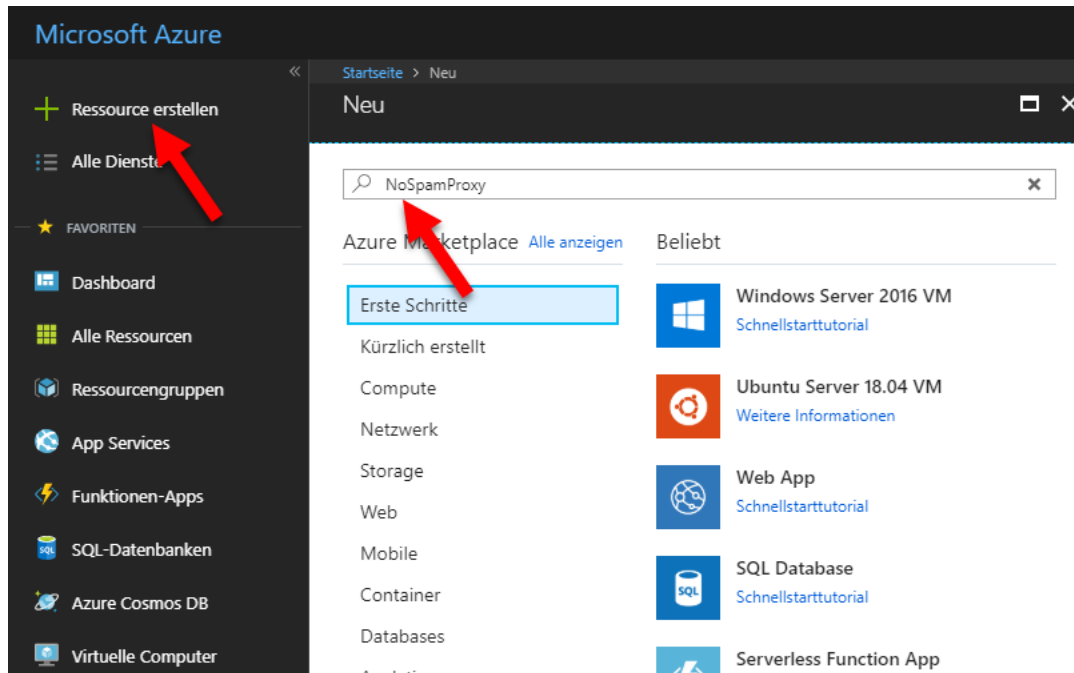 Microsoft Azure
«
Ressource erstellen
Alle Dienste
FAVORITEN
Dashboard
Alle Ressourcen
Ressourcengruppen
App Services
Funktionen-Apps
SQL-Datenbanken
Azure Cosmos DB
Virtuelle Computer
Startseite > Neu
Neu
NoSpamProxy
Azure Marketplace Alle anzeigen
Erste Schritte
Kürzlich erstellt
Compute
Netzwerk
Storage
Web
Mobile
Container
Databases
Beliebt
Windows Server 2016 VM
Schnellstarttutorial
Ubuntu Server 18.04 VM
Weitere Informationen
Web App
Schnellstarttutorial
SQL
SQL Database
Schnellstarttutorial
Serverless Function App